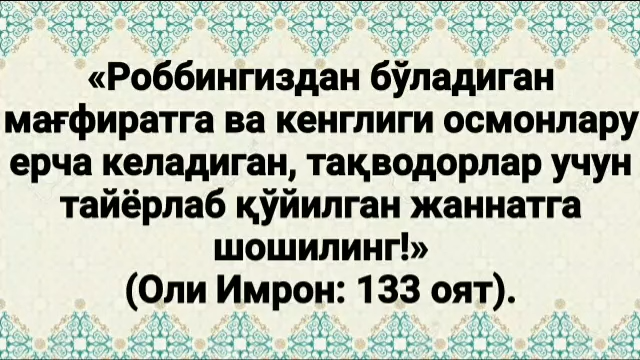 «Роббингиздан бўладиган
мағфиратга ва кенглиги осмонлару
ерча келадиган, тақводорлар учун
тайёрлаб қўйилган жаннатга
шошилинг!»
(Оли Имрон: 133 оят).